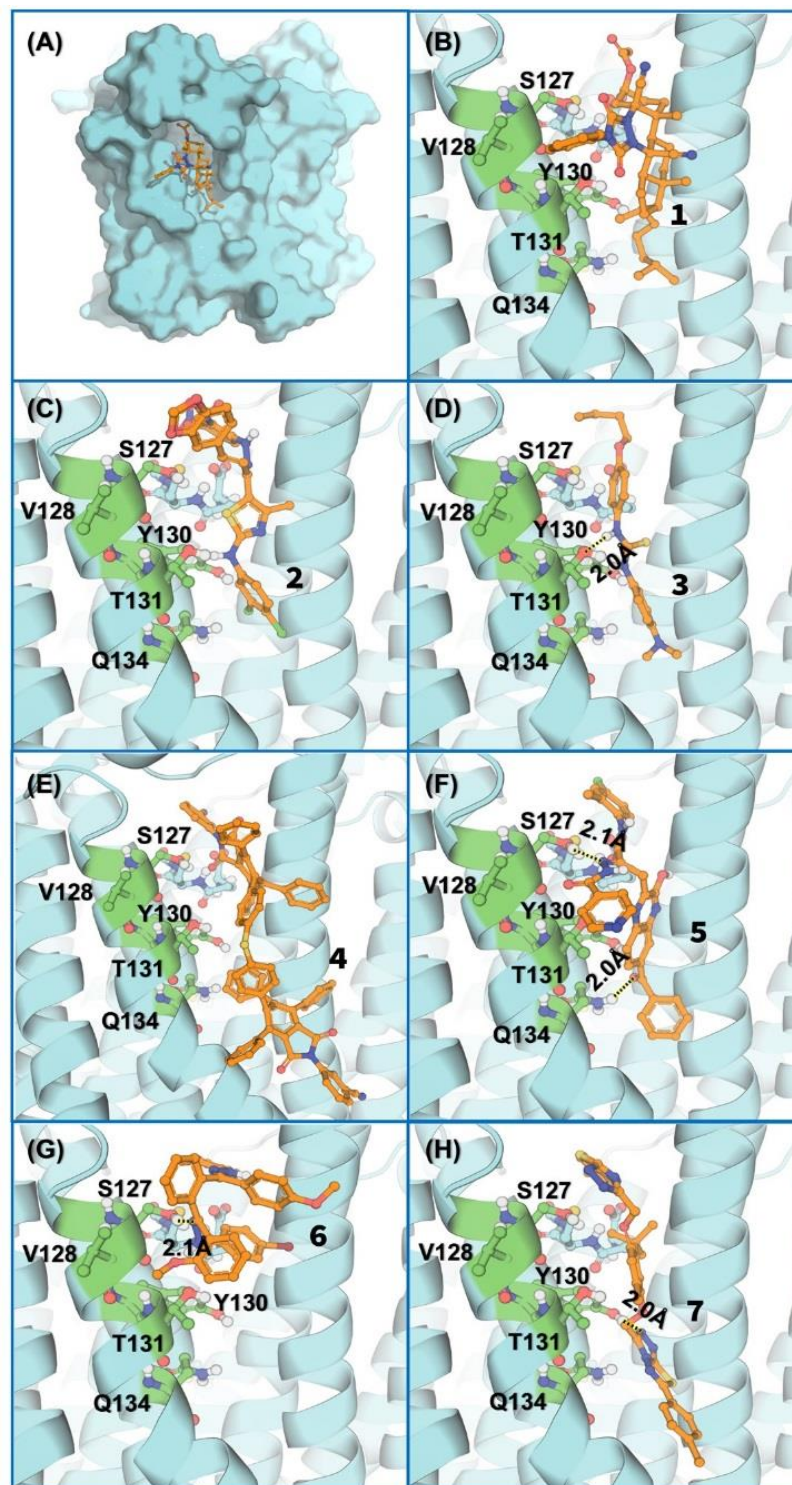 (A)
(B)
S127
V128
Y130
T131
Q134
1
(C)
S127
V128
Y130
T131
Q134
2
(D)
S127
V128
Y130
2.0Å
T131
Q134
3
(E)
S127
V128
Y130
T131
Q134
4
(F)
S127
2.1Å
V128
Y130
T131
2.0Å
Q134
5
(G)
S127
V128
2.1Å
Y130
T131
Q134
6
(H)
S127
V128
Y130
2.0Å
T131
Q134
7